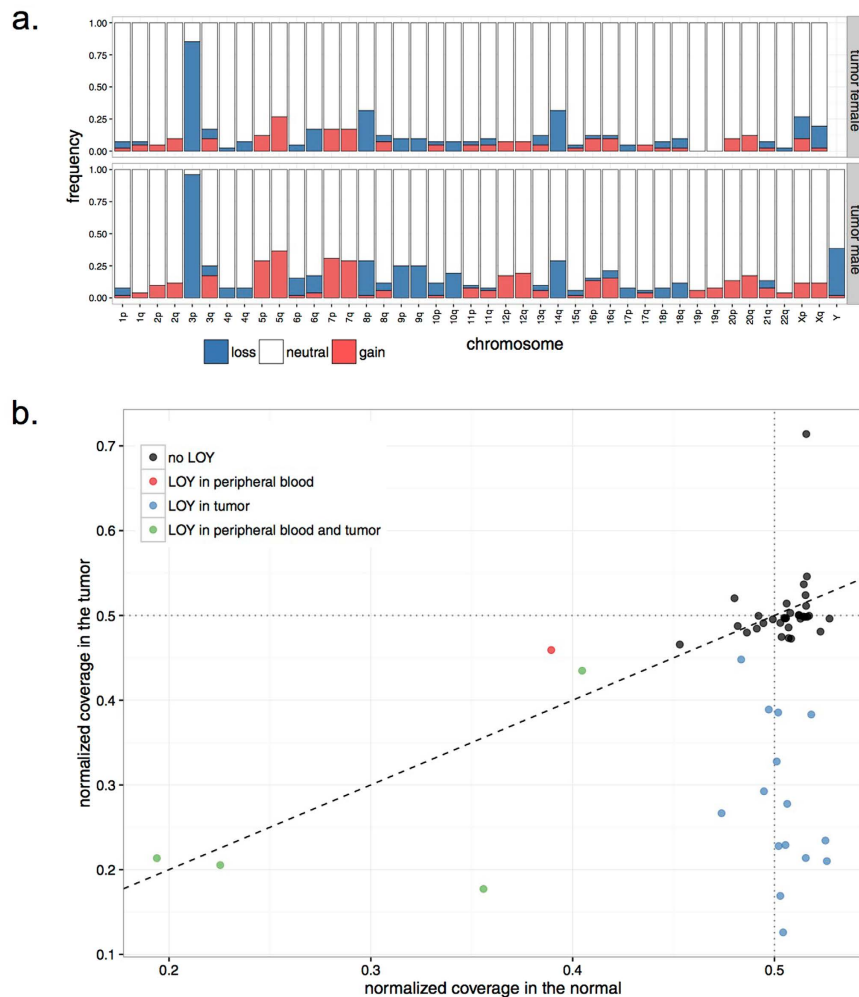 a.
1.00
0.75
0.50
0.25
0.00
tumor female
1.00
0.75
0.50
0.25
0.00
tumor male
frequency
1p 1q 2p 2q 3p 3q 4p 4q 5p 5q 6p 6q 7p 7q 8p 8q 9p 9q 10p 10q 11p 11q 12p 12q 13q 14q 15q 16p 16q 17p 17q 18p 18q 19p 19q 20p 20q 21q 22q Xp Xq Y
chromosome
loss neutral gain
b.
no LOY
LOY in peripheral blood
LOY in tumor
LOY in peripheral blood and tumor
0.7
0.6
0.5
0.4
0.3
0.2
0.1
normalized coverage in the tumor
0.2 0.3 0.4 0.5
normalized coverage in the normal